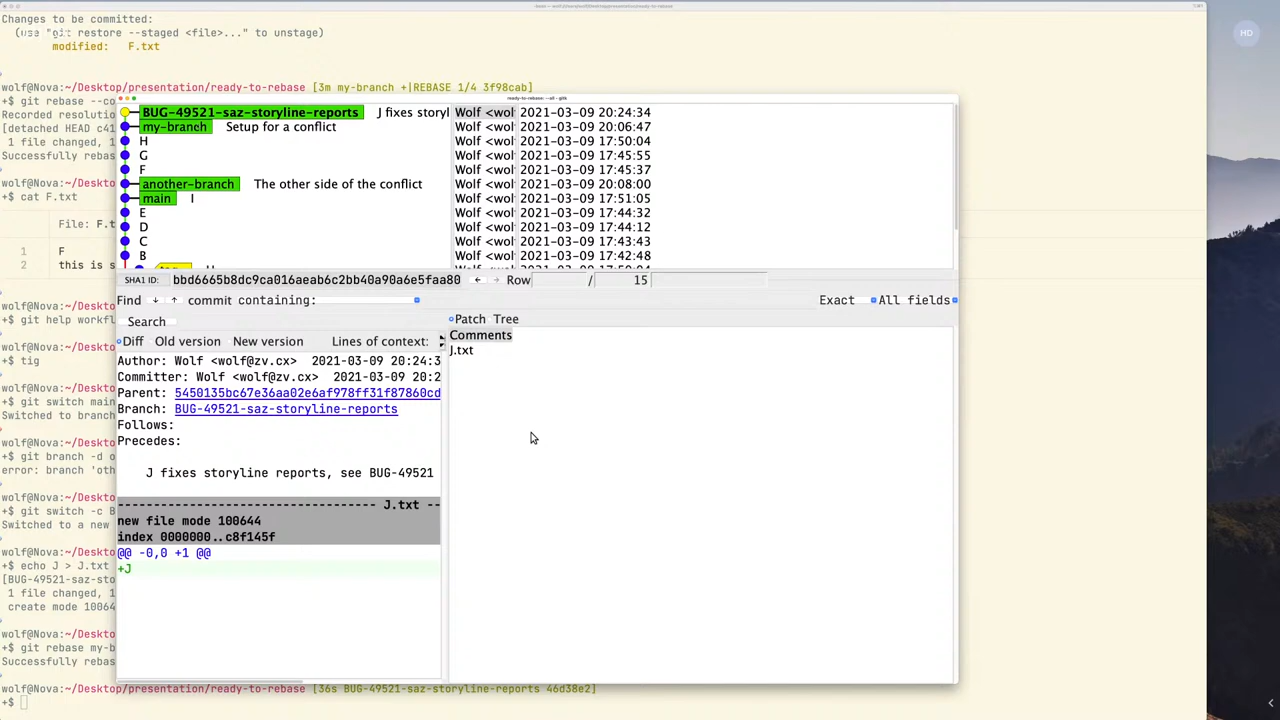 wolf@Nova:~/Desktop/presentation/ready-to-rebase
Changes to be committed:
(use "git restore --staged <file>..." to unstage)
modified:   F.txt
HD
wolf@Nova:~/Desktop/presentation/ready-to-rebase [3m my-branch +|REBASE 1/4 3f98cab]
+$ git rebase --co
Recorded resolutio
[detached HEAD c41
1 file changed, 1
Successfully rebas
wolf@Nova:~/Deskto
+$ cat F.txt
File: F.t
1 F
2 this is s
wolf@Nova:~/Deskto
+$ git help workfl
wolf@Nova:~/Deskto
+$ tig
wolf@Nova:~/Deskto
+$ git switch main
Switched to branch
wolf@Nova:~/Deskto
+$ git branch -d o
error: branch 'oth
wolf@Nova:~/Deskto
+$ git switch -c B
Switched to a new
wolf@Nova:~/Deskto
+$ echo J > J.txt
[BUG-49521-saz-sto
1 file changed, 1
create mode 10064
wolf@Nova:~/Deskto
+$ git rebase my-b
Successfully rebas
wolf@Nova:~/Desktop/presentation/ready-to-rebase [36s BUG-49521-saz-storyline-reports 46d38e2]
+$
ready-to-rebase: --all - gitk
BUG-49521-saz-storyline-reports J fixes storyl Wolf <wol 2021-03-09 20:24:34
my-branch Setup for a conflict Wolf <wol 2021-03-09 20:06:47
H Wolf <wol 2021-03-09 17:50:04
G Wolf <wol 2021-03-09 17:45:55
F Wolf <wol 2021-03-09 17:45:37
another-branch The other side of the conflict Wolf <wol 2021-03-09 20:08:00
main I Wolf <wol 2021-03-09 17:51:05
E Wolf <wol 2021-03-09 17:44:32
D Wolf <wol 2021-03-09 17:44:12
C Wolf <wol 2021-03-09 17:43:43
B Wolf <wol 2021-03-09 17:42:48
SHA1 ID: bbd6665b8dc9ca016aeab6c2bb40a90a6e5faa80 ← → Row / 15
Find ↓ ↑ commit containing: Exact All fields
Search
Patch Tree
Diff Old version New version Lines of context:
Comments
J.txt
Author: Wolf <wolf@zv.cx> 2021-03-09 20:24:3
Committer: Wolf <wolf@zv.cx> 2021-03-09 20:2
Parent: 5450135bc67e36aa02e6af978ff31f87860cd
Branch: BUG-49521-saz-storyline-reports
Follows:
Precedes:
J fixes storyline reports, see BUG-49521
---------------------------------- J.txt --
new file mode 100644
index 0000000..c8f145f
@@ -0,0 +1 @@
+J